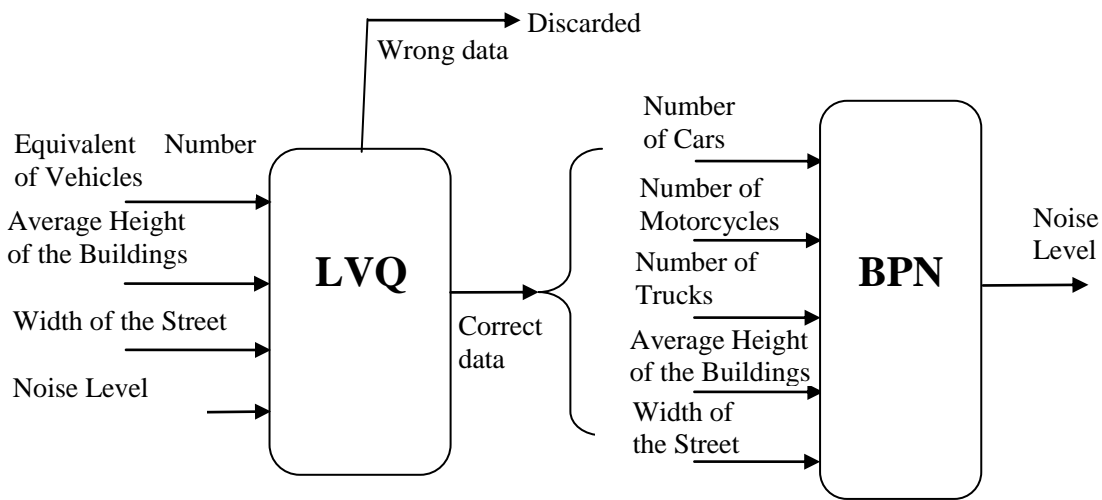 Discarded
Wrong data
Equivalent Number
of Vehicles
Average Height
of the Buildings
Width of the Street
Noise Level
LVQ
Correct
data
Number
of Cars
Number of
Motorcycles
Number of
Trucks
Average Height
of the Buildings
Width of
the Street
BPN
Noise
Level